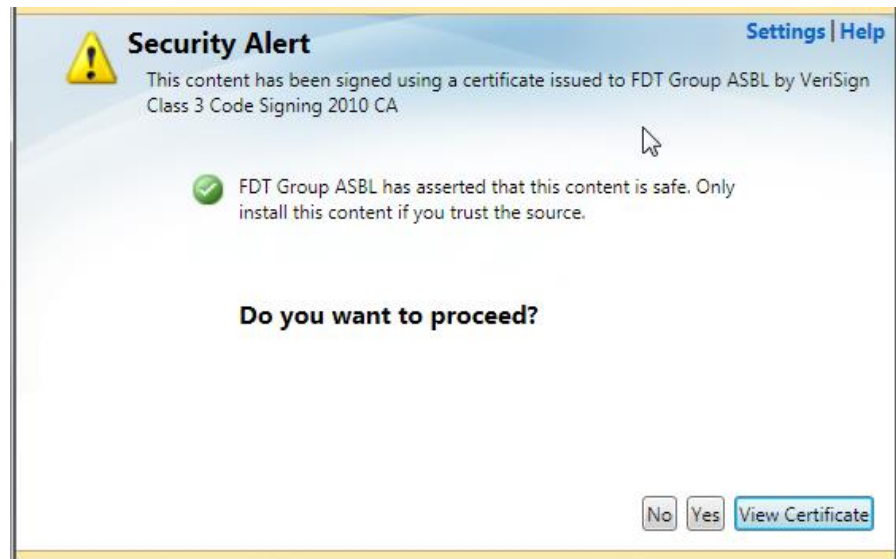 Security Alert
Settings | Help
This content has been signed using a certificate issued to FDT Group ASBL by VeriSign
Class 3 Code Signing 2010 CA
FDT Group ASBL has asserted that this content is safe. Only
install this content if you trust the source.
Do you want to proceed?
No Yes View Certificate